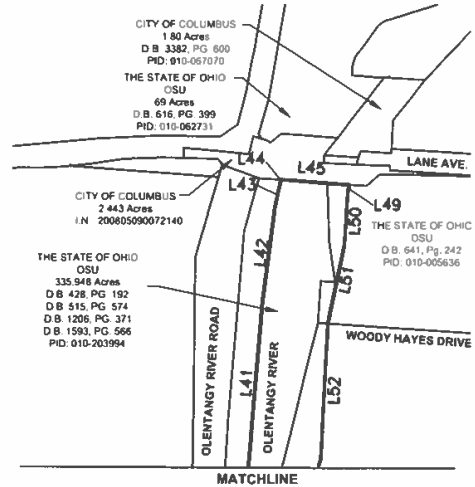 CITY OF COLUMBUS
1.80 Acres
D.B. 3382, PG. 600
PID: 010-067070
THE STATE OF OHIO
OSU
69 Acres
D.B. 616, PG. 399
PID: 010-062731
L44
L45
LANE AVE.
L43
L49
CITY OF COLUMBUS
2.443 Acres
I.N. 200805090072140
L50
THE STATE OF OHIO
OSU
D.B. 641, Pg. 242
PID: 010-005636
L42
L51
THE STATE OF OHIO
OSU
335.948 Acres
D.B. 428, PG. 192
D.B. 515, PG. 574
D.B. 1206, PG. 371
D.B. 1593, PG. 566
PID: 010-203994
WOODY HAYES DRIVE
OLENTANGY RIVER ROAD
L41
OLENTANGY RIVER
L52
MATCHLINE